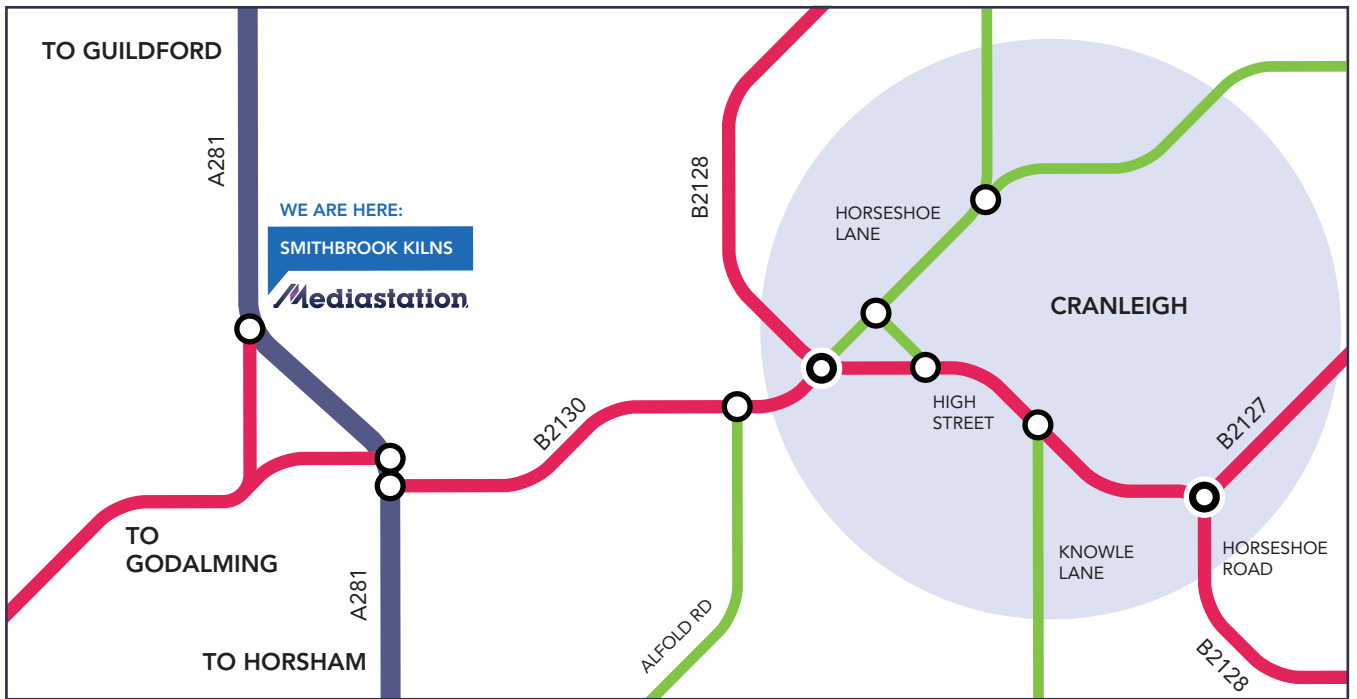 TO GUILDFORD
A281
WE ARE HERE:
SMITHBROOK KILNS
Mediastation
B2128
HORSESHOE
LANE
CRANLEIGH
HIGH
STREET
B2130
B2127
TO
GODALMING
A281
KNOWLE
LANE
HORSESHOE
ROAD
ALFOLD RD
TO HORSHAM
B2128